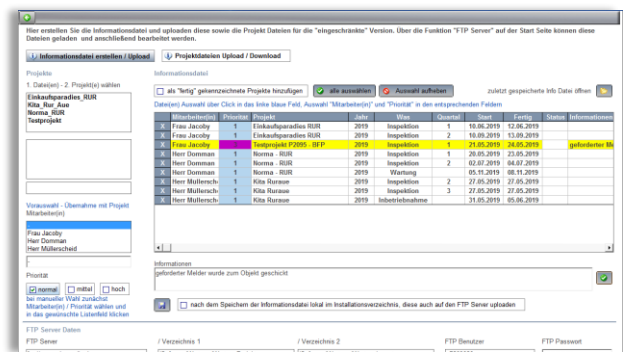 Hier erstellen Sie die Informationsdatei und uploaden diese sowie die Projekt Dateien für die "eingeschränkte" Version. Über die Funktion "FTP Server" auf der Start Seite können diese
Dateien geladen und anschließend bearbeitet werden.
Informationsdatei erstellen / Upload
Projektdateien Upload / Download
Projekte
1. Datei(en) - 2. Projekt(e) wählen
Einkaufsparadies_RUR
Kita_Rur_Aue
Norma_RUR
Testprojekt
Vorauswahl - Übernahme mit Projekt
Mitarbeiter(in)
Frau Jacoby
Herr Domman
Herr Müllerscheid
Priorität
normal mittel hoch
bei manueller Wahl zunächst
Mitarbeiter(in) / Priorität wählen und
in das gewünschte Listenfeld klicken
Informationsdatei
als "fertig" gekennzeichnete Projekte hinzufügen alle auswählen Auswahl aufheben zuletzt gespeicherte Info Datei öffnen
Datei(en) Auswahl über Click in das linke blaue Feld, Auswahl "Mitarbeiter(in)" und "Priorität" in den entsprechenden Feldern
Mitarbeiter(in) Priorität Projekt Jahr Was Quartal Start Fertig Status Informationen
X Frau Jacoby 1 Einkaufsparadies RUR 2019 Inspektion 1 10.06.2019 12.06.2019
X Frau Jacoby 1 Einkaufsparadies RUR 2019 Inspektion 2 10.09.2019 13.09.2019
X Frau Jacoby Testprojekt P2095 - BFP 2019 Inspektion 1 21.05.2019 24.05.2019 geforderter Me
X Herr Domman 1 Norma - RUR 2019 Inspektion 1 20.05.2019 23.05.2019
X Herr Domman 1 Norma - RUR 2019 Inspektion 2 02.07.2019 04.07.2019
X Herr Domman 1 Norma - RUR 2019 Wartung 05.11.2019 08.11.2019
X Herr Müllersch 1 Kita Ruraue 2019 Inspektion 2 27.05.2019 27.05.2019
X Herr Müllersch 1 Kita Ruraue 2019 Inspektion 3 27.05.2019 27.05.2019
X Herr Müllersch 1 Kita Ruraue 2019 Inbetriebnahme 31.05.2019 05.06.2019
Informationen
geforderter Melder wurde zum Objekt geschickt
nach dem Speichern der Informationsdatei lokal im Installationsverzeichnis, diese auch auf den FTP Server uploaden
FTP Server Daten
FTP Server / Verzeichnis 1 / Verzeichnis 2 FTP Benutzer FTP Passwort